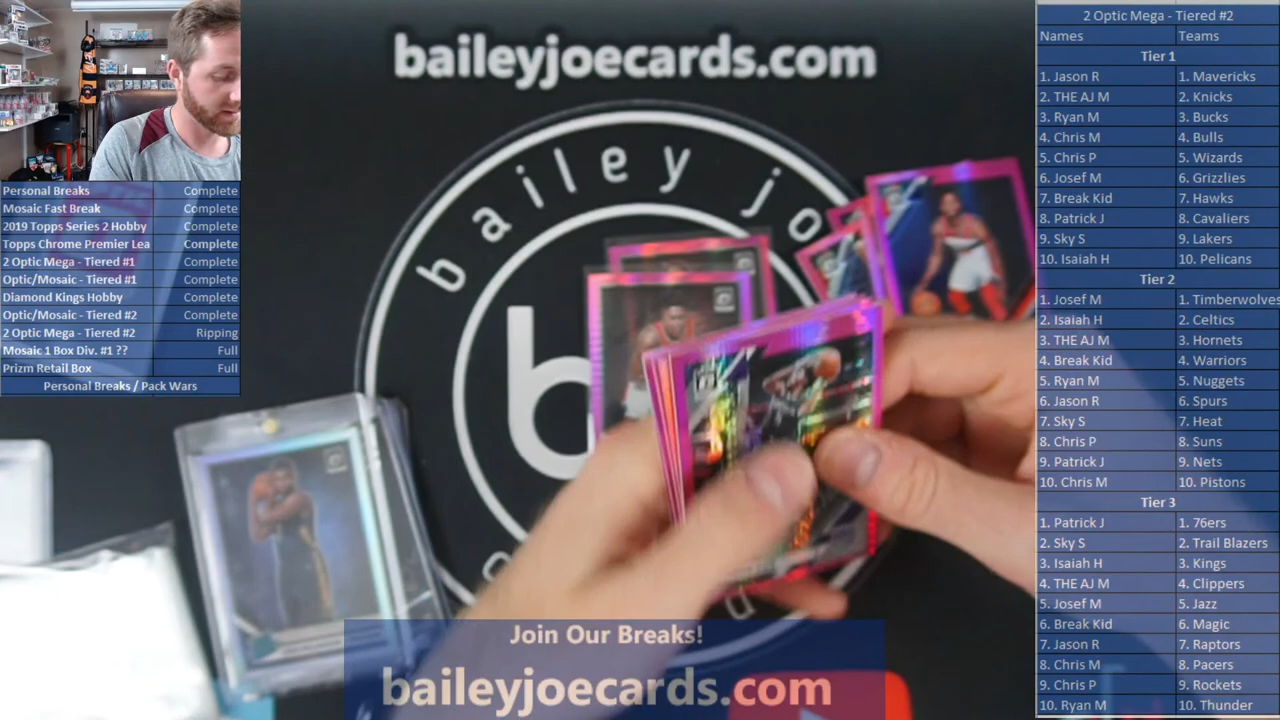 baileyjoecards.com
bailey jo
b
Personal Breaks Complete
Mosaic Fast Break Complete
2019 Topps Series 2 Hobby Complete
Topps Chrome Premier Lea Complete
2 Optic Mega - Tiered #1 Complete
Optic/Mosaic - Tiered #1 Complete
Diamond Kings Hobby Complete
Optic/Mosaic - Tiered #2 Complete
2 Optic Mega - Tiered #2 Ripping
Mosaic 1 Box Div. #1 ?? Full
Prizm Retail Box Full
Personal Breaks / Pack Wars
Join Our Breaks!
baileyjoecards.com
2 Optic Mega - Tiered #2
Names Teams
Tier 1
1. Jason R 1. Mavericks
2. THE AJ M 2. Knicks
3. Ryan M 3. Bucks
4. Chris M 4. Bulls
5. Chris P 5. Wizards
6. Josef M 6. Grizzlies
7. Break Kid 7. Hawks
8. Patrick J 8. Cavaliers
9. Sky S 9. Lakers
10. Isaiah H 10. Pelicans
Tier 2
1. Josef M 1. Timberwolves
2. Isaiah H 2. Celtics
3. THE AJ M 3. Hornets
4. Break Kid 4. Warriors
5. Ryan M 5. Nuggets
6. Jason R 6. Spurs
7. Sky S 7. Heat
8. Chris P 8. Suns
9. Patrick J 9. Nets
10. Chris M 10. Pistons
Tier 3
1. Patrick J 1. 76ers
2. Sky S 2. Trail Blazers
3. Isaiah H 3. Kings
4. THE AJ M 4. Clippers
5. Josef M 5. Jazz
6. Break Kid 6. Magic
7. Jason R 7. Raptors
8. Chris M 8. Pacers
9. Chris P 9. Rockets
10. Ryan M 10. Thunder